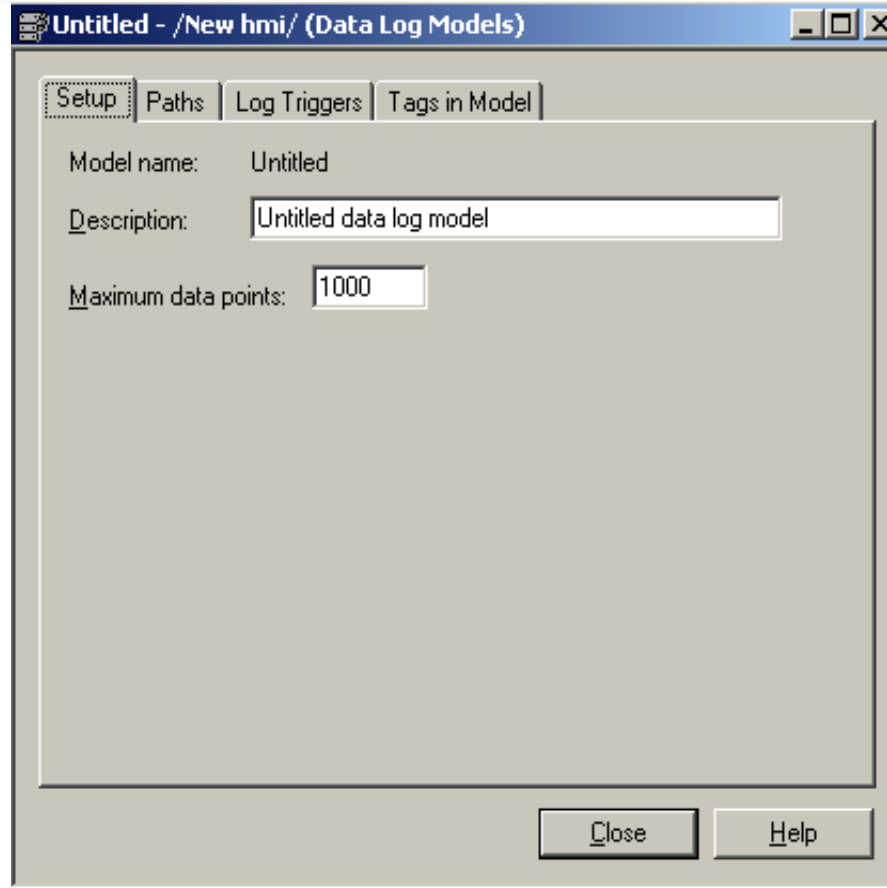 Untitled - /New hmi/ (Data Log Models)
Setup Paths Log Triggers Tags in Model
Model name: Untitled
Description: Untitled data log model
Maximum data points: 1000
Close Help